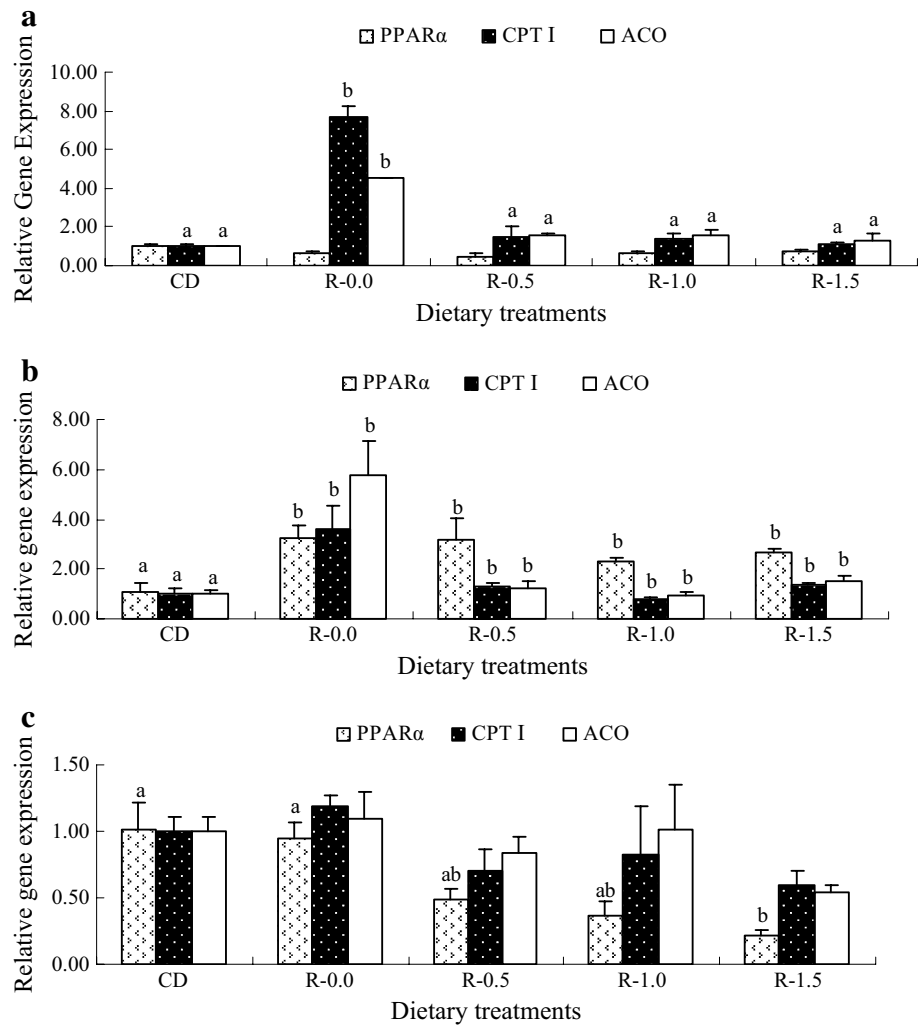 a
PPARα CPT I ACO
Relative Gene Expression
10.00
8.00
6.00
4.00
2.00
0.00
b
b
a a
a a
a a
a a
CD R-0.0 R-0.5 R-1.0 R-1.5
Dietary treatments
b
PPARα CPT I ACO
Relative gene expression
8.00
6.00
4.00
2.00
0.00
a a a
b b b
b b b
b b b
b b b
CD R-0.0 R-0.5 R-1.0 R-1.5
Dietary treatments
c
PPARα CPT I ACO
Relative gene expression
1.50
1.00
0.50
0.00
a
a
ab
ab
b
CD R-0.0 R-0.5 R-1.0 R-1.5
Dietary treatments